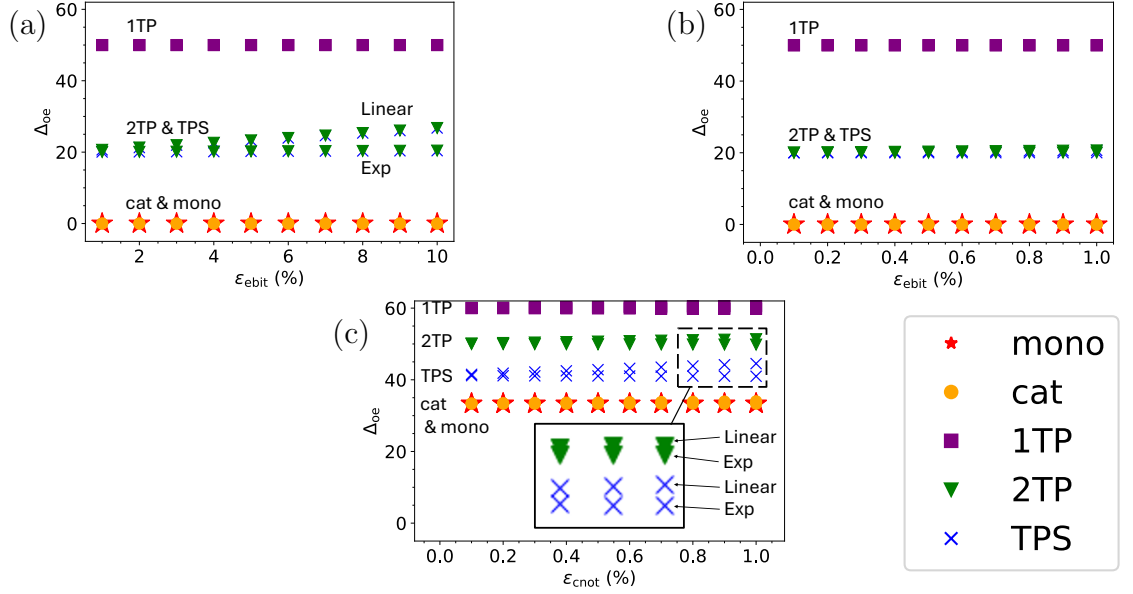 (a)
60
40
20
0
Δoe
1TP
2TP & TPS
Linear
Exp
cat & mono
2
4
6
8
10
εebit (%)
(b)
60
40
20
0
Δoe
1TP
2TP & TPS
cat & mono
0.0
0.2
0.4
0.6
0.8
1.0
εebit (%)
(c)
60
40
20
0
Δoe
1TP
2TP
TPS
cat
& mono
Linear
Exp
Linear
Exp
0.0
0.2
0.4
0.6
0.8
1.0
εcnot (%)
mono
cat
1TP
2TP
TPS